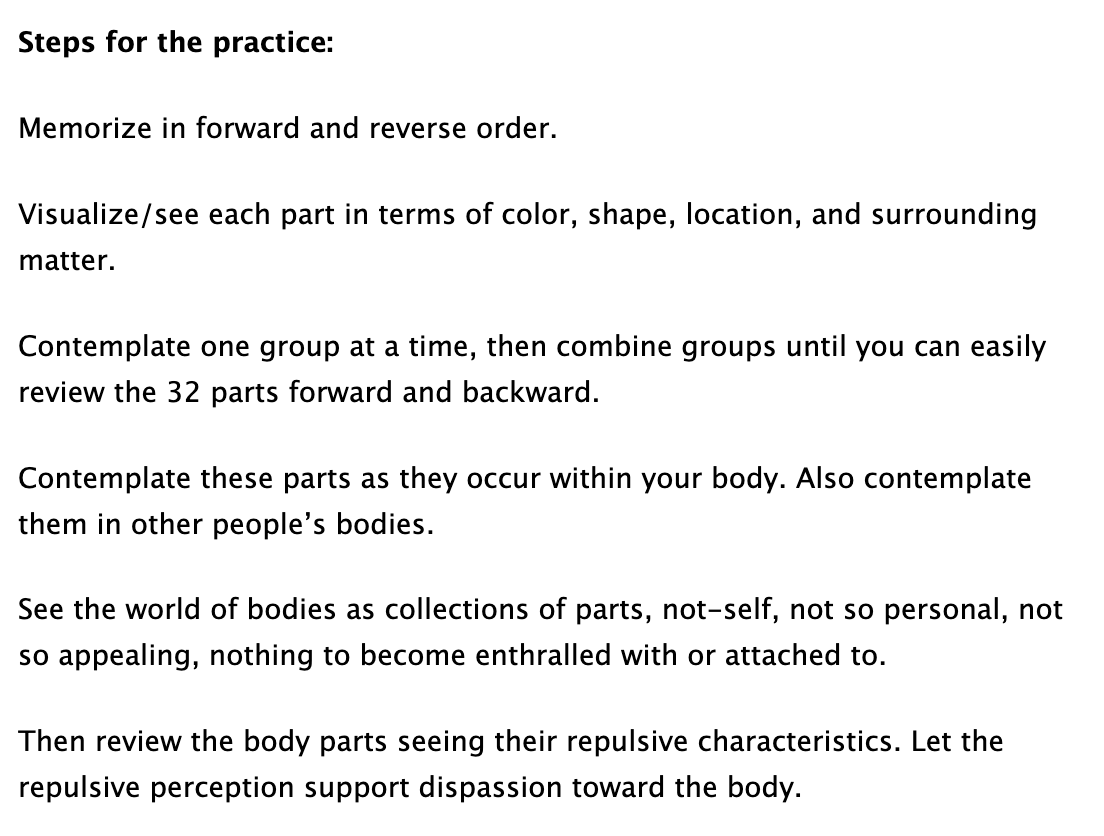 Steps for the practice:
Memorize in forward and reverse order.
Visualize/see each part in terms of color, shape, location, and surrounding
matter.
Contemplate one group at a time, then combine groups until you can easily
review the 32 parts forward and backward.
Contemplate these parts as they occur within your body. Also contemplate
them in other people’s bodies.
See the world of bodies as collections of parts, not-self, not so personal, not
so appealing, nothing to become enthralled with or attached to.
Then review the body parts seeing their repulsive characteristics. Let the
repulsive perception support dispassion toward the body.